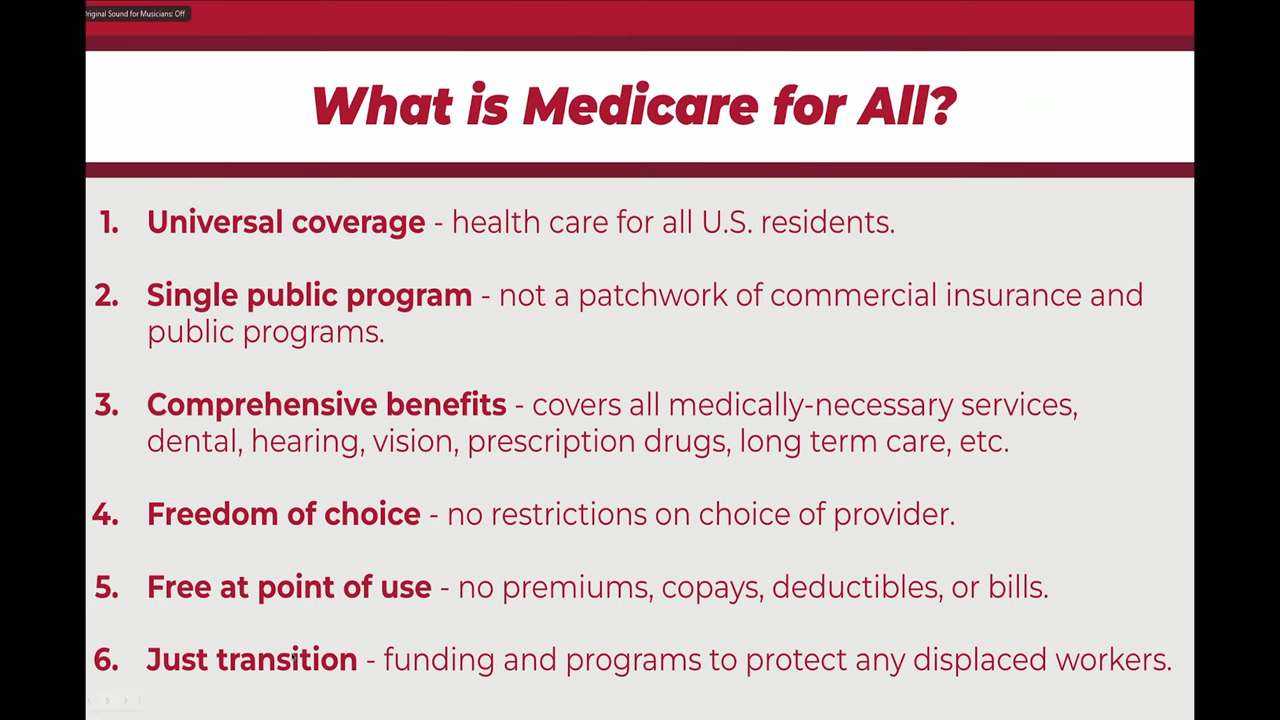 Original Sound for Musicians: Off
What is Medicare for All?
1. Universal coverage - health care for all U.S. residents.
2. Single public program - not a patchwork of commercial insurance and
public programs.
3. Comprehensive benefits - covers all medically-necessary services,
dental, hearing, vision, prescription drugs, long term care, etc.
4. Freedom of choice - no restrictions on choice of provider.
5. Free at point of use - no premiums, copays, deductibles, or bills.
6. Just transition - funding and programs to protect any displaced workers.
5